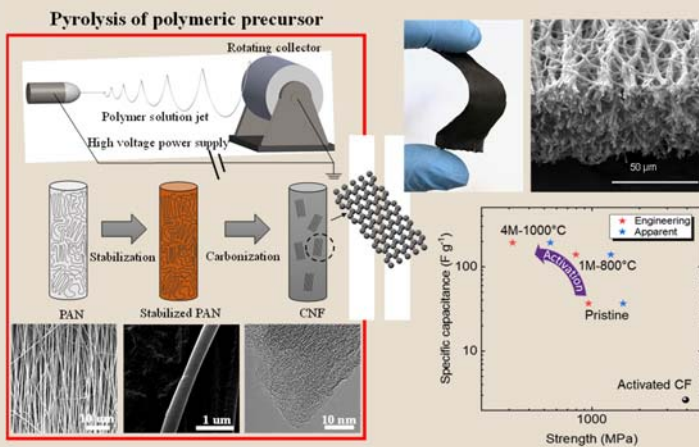 Pyrolysis of polymeric precursor
Rotating collector
Polymer solution jet
High voltage power supply
Stabilization
Carbonization
PAN
Stabilized PAN
CNF
10 um
1 um
10 nm
50 μm
Specific capacitance (F g⁻¹)
100
10
Engineering
Apparent
4M-1000°C
1M-800°C
Activation
Pristine
Activated CF
1000
Strength (MPa)